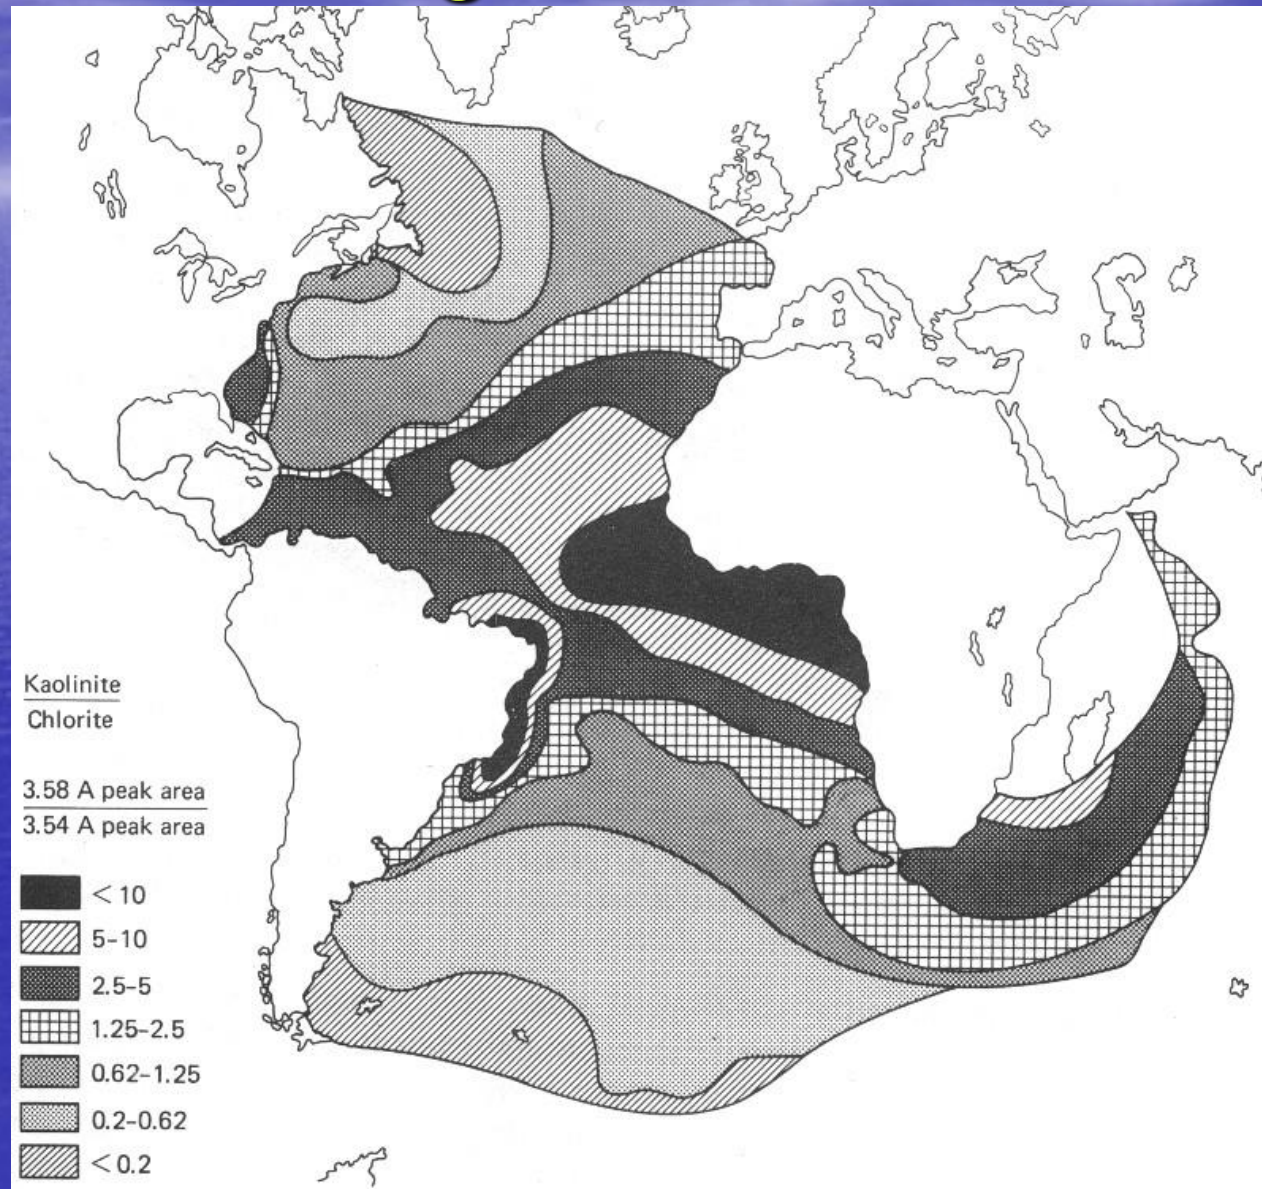 Kaolinite
Chlorite
3.58 A peak area
3.54 A peak area
< 10
5-10
2.5-5
1.25-2.5
0.62-1.25
0.2-0.62
< 0.2